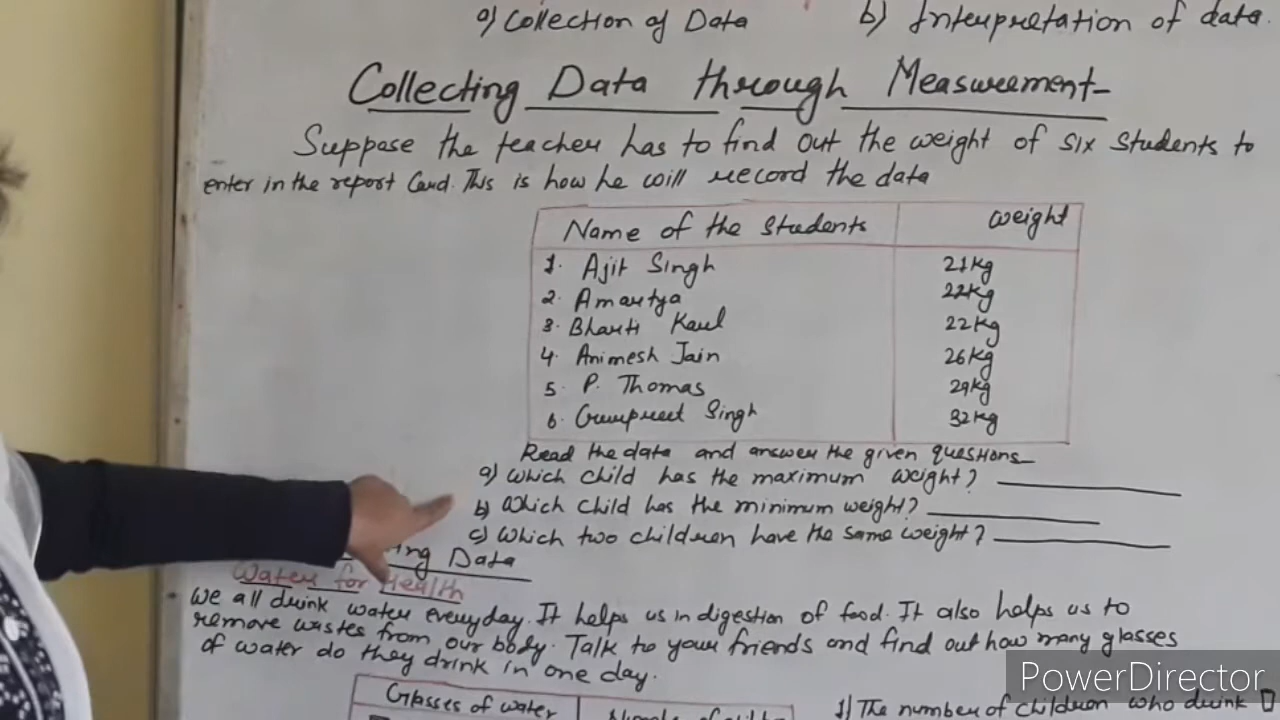 a) Collection of Data b) Interpretation of data.
Collecting Data through Measurement-
Suppose the teacher has to find out the weight of six students to
enter in the report Card. This is how he will record the data
Name of the Students weight
1. Ajit Singh 21Kg
2. Amartya 22Kg
3. Bharti Kaul 22Kg
4. Animesh Jain 26Kg
5. P. Thomas 29Kg
6. Gurpreet Singh 32Kg
Read the data and answer the given questions
a) which child has the maximum weight?
b) Which child has the minimum weight?
c) Which two children have the same weight?
Data
Water for Health
We all drink water everyday. It helps us in digestion of food. It also helps us to
remove wastes from our body. Talk to your friends and find out how many glasses
of water do they drink in one day.
Glasses of water
1) The number of children who drink
PowerDirector